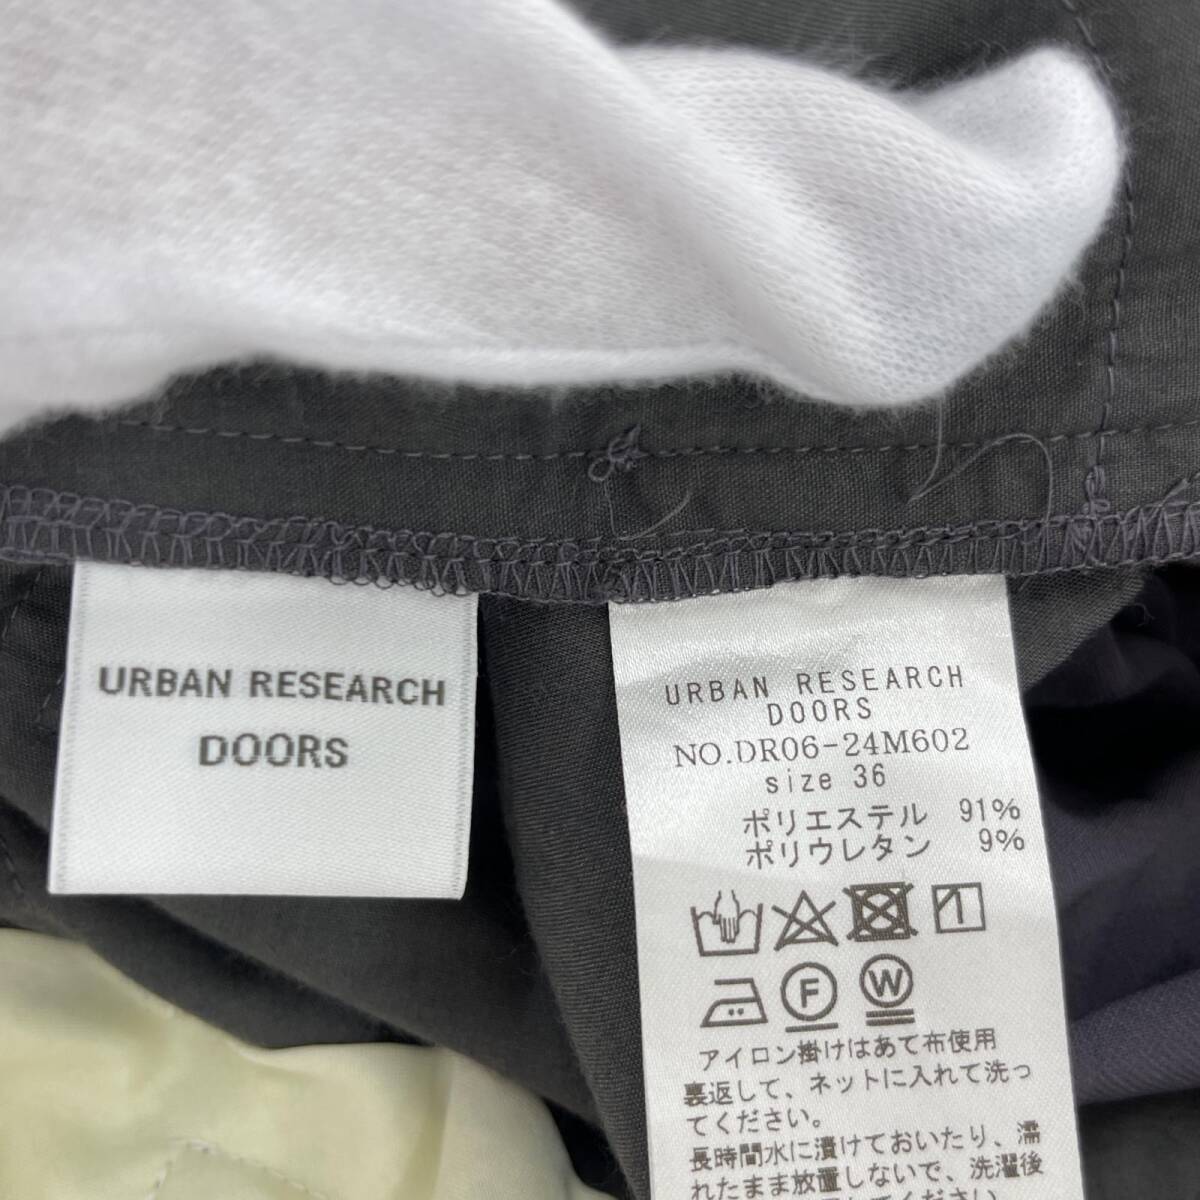 URBAN RESEARCH
DOORS
URBAN RESEARCH
DOORS
NO.DR06-24M602
size 36
ポリエステル 91%
ポリウレタン 9%
F
W
アイロン掛けはあて布使用
裏返して、ネットに入れて洗っ
てください。
長時間水に漬けておいたり、濡
れたまま放置しないで、洗濯後